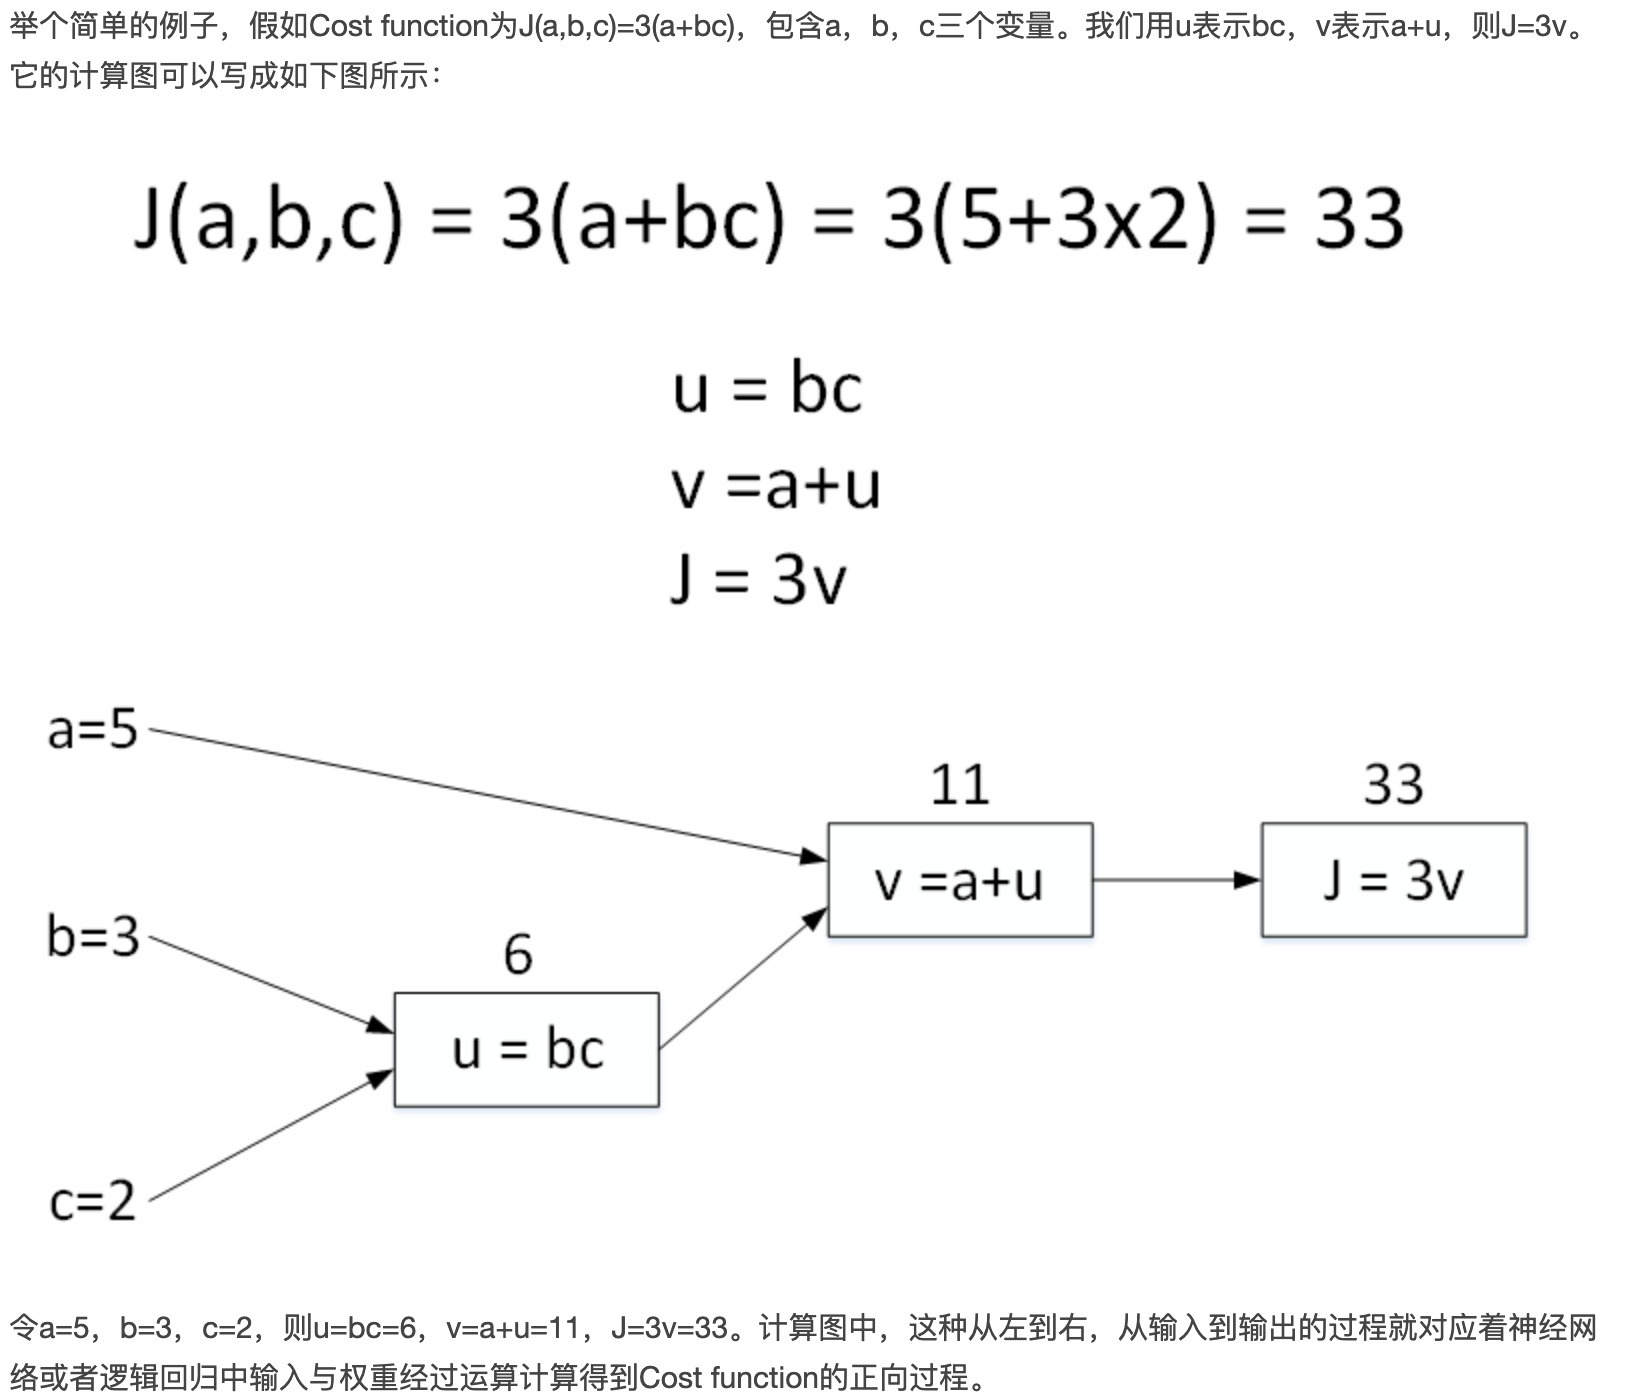 举个简单的例子，假如Cost function为J(a,b,c)=3(a+bc)，包含a，b，c三个变量。我们用u表示bc，v表示a+u，则J=3v。
它的计算图可以写成如下图所示：
J(a,b,c) = 3(a+bc) = 3(5+3x2) = 33
u = bc
v =a+u
J = 3v
a=5
11
33
v =a+u
J = 3v
b=3
6
u = bc
c=2
令a=5，b=3，c=2，则u=bc=6，v=a+u=11，J=3v=33。计算图中，这种从左到右，从输入到输出的过程就对应着神经网
络或者逻辑回归中输入与权重经过运算计算得到Cost function的正向过程。